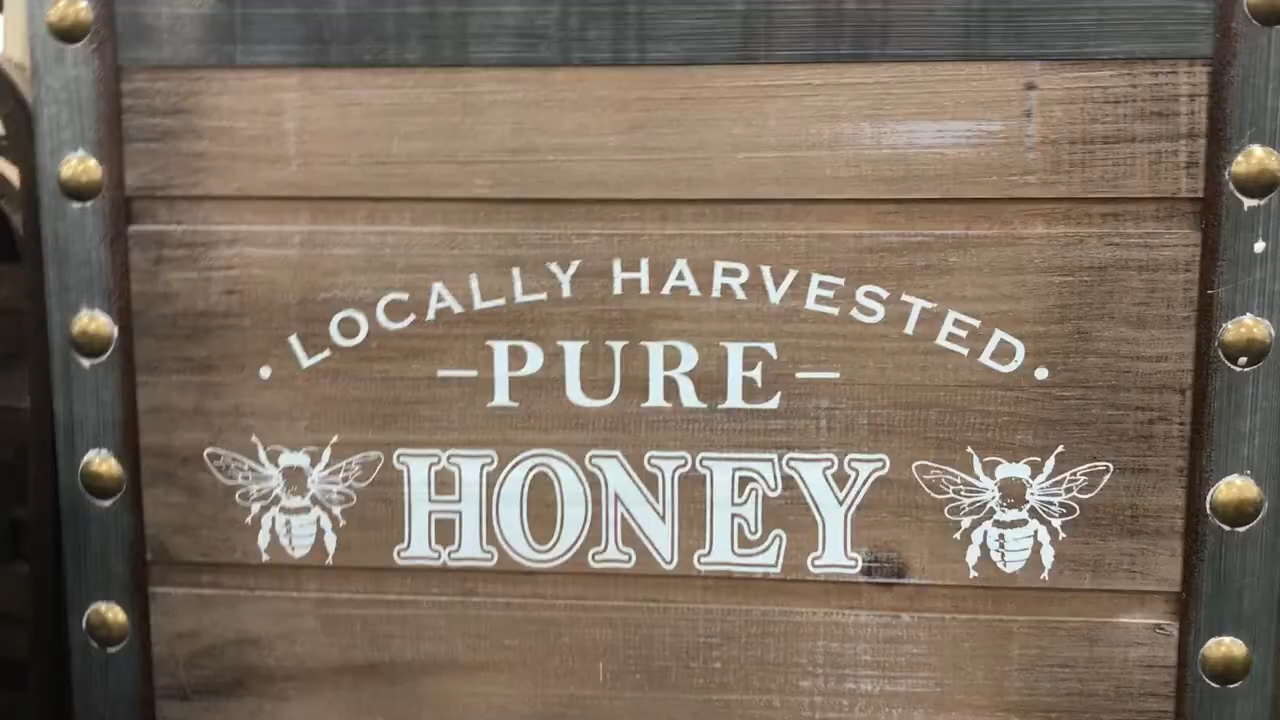 • LOCALLY HARVESTED •
– PURE –
HONEY